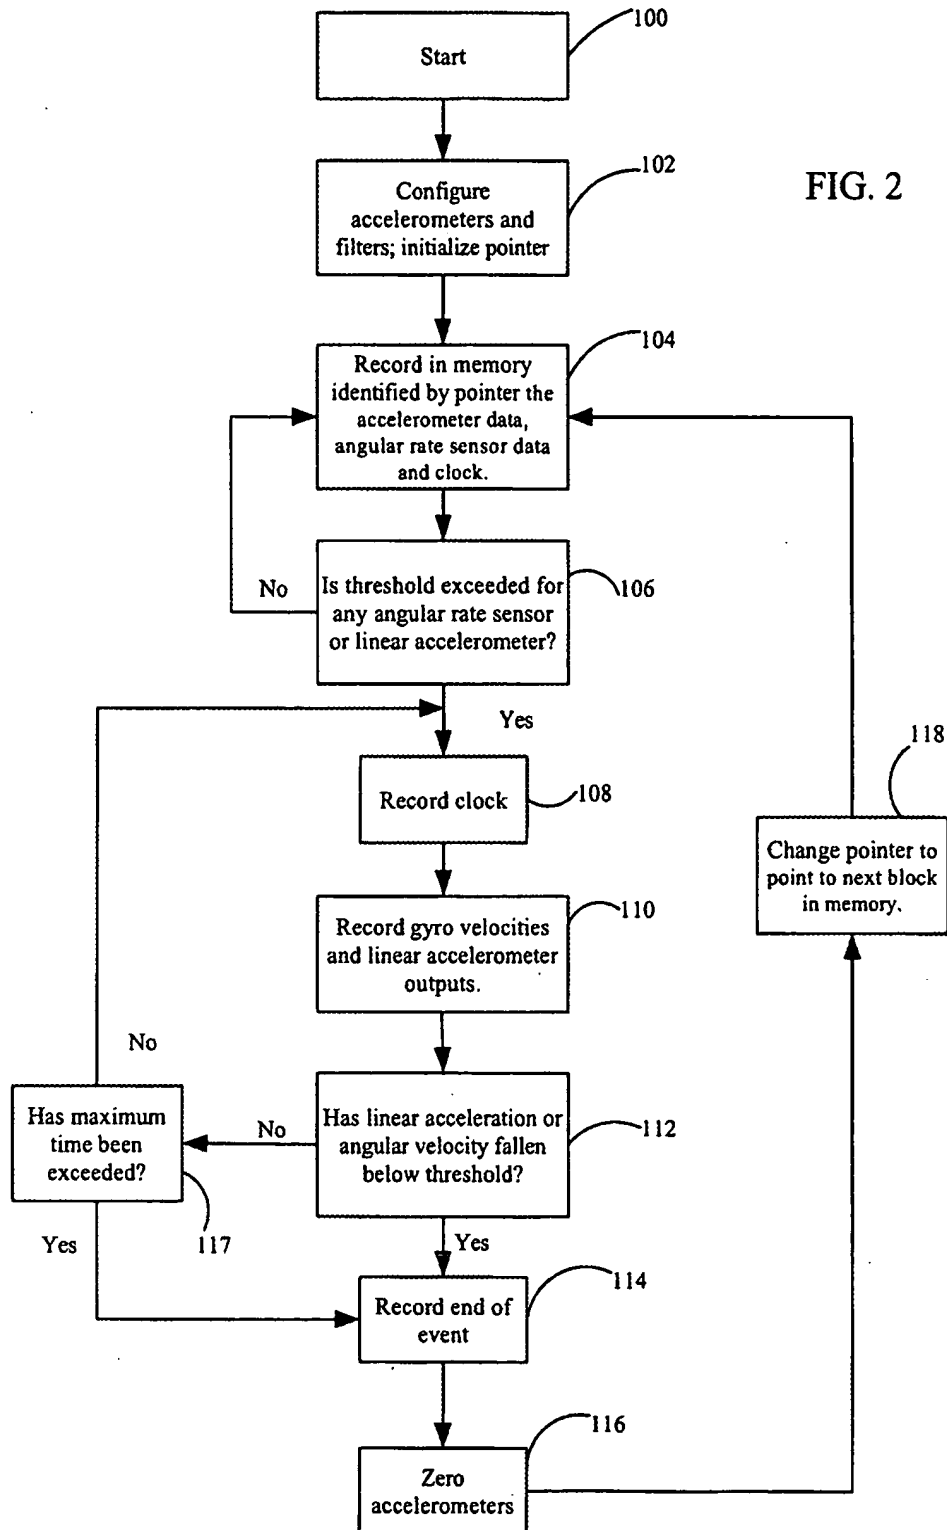 100
Start
102
FIG. 2
Configure
accelerometers and
filters; initialize pointer
104
Record in memory
identified by pointer the
accelerometer data,
angular rate sensor data
and clock.
106
No
Is threshold exceeded for
any angular rate sensor
or linear accelerometer?
Yes
118
Record clock
108
Change pointer to
point to next block
in memory.
110
Record gyro velocities
and linear accelerometer
outputs.
No
Has maximum
time been
exceeded?
No
Has linear acceleration or
angular velocity fallen
below threshold?
112
117
Yes
Yes
114
Record end of
event
116
Zero
accelerometers